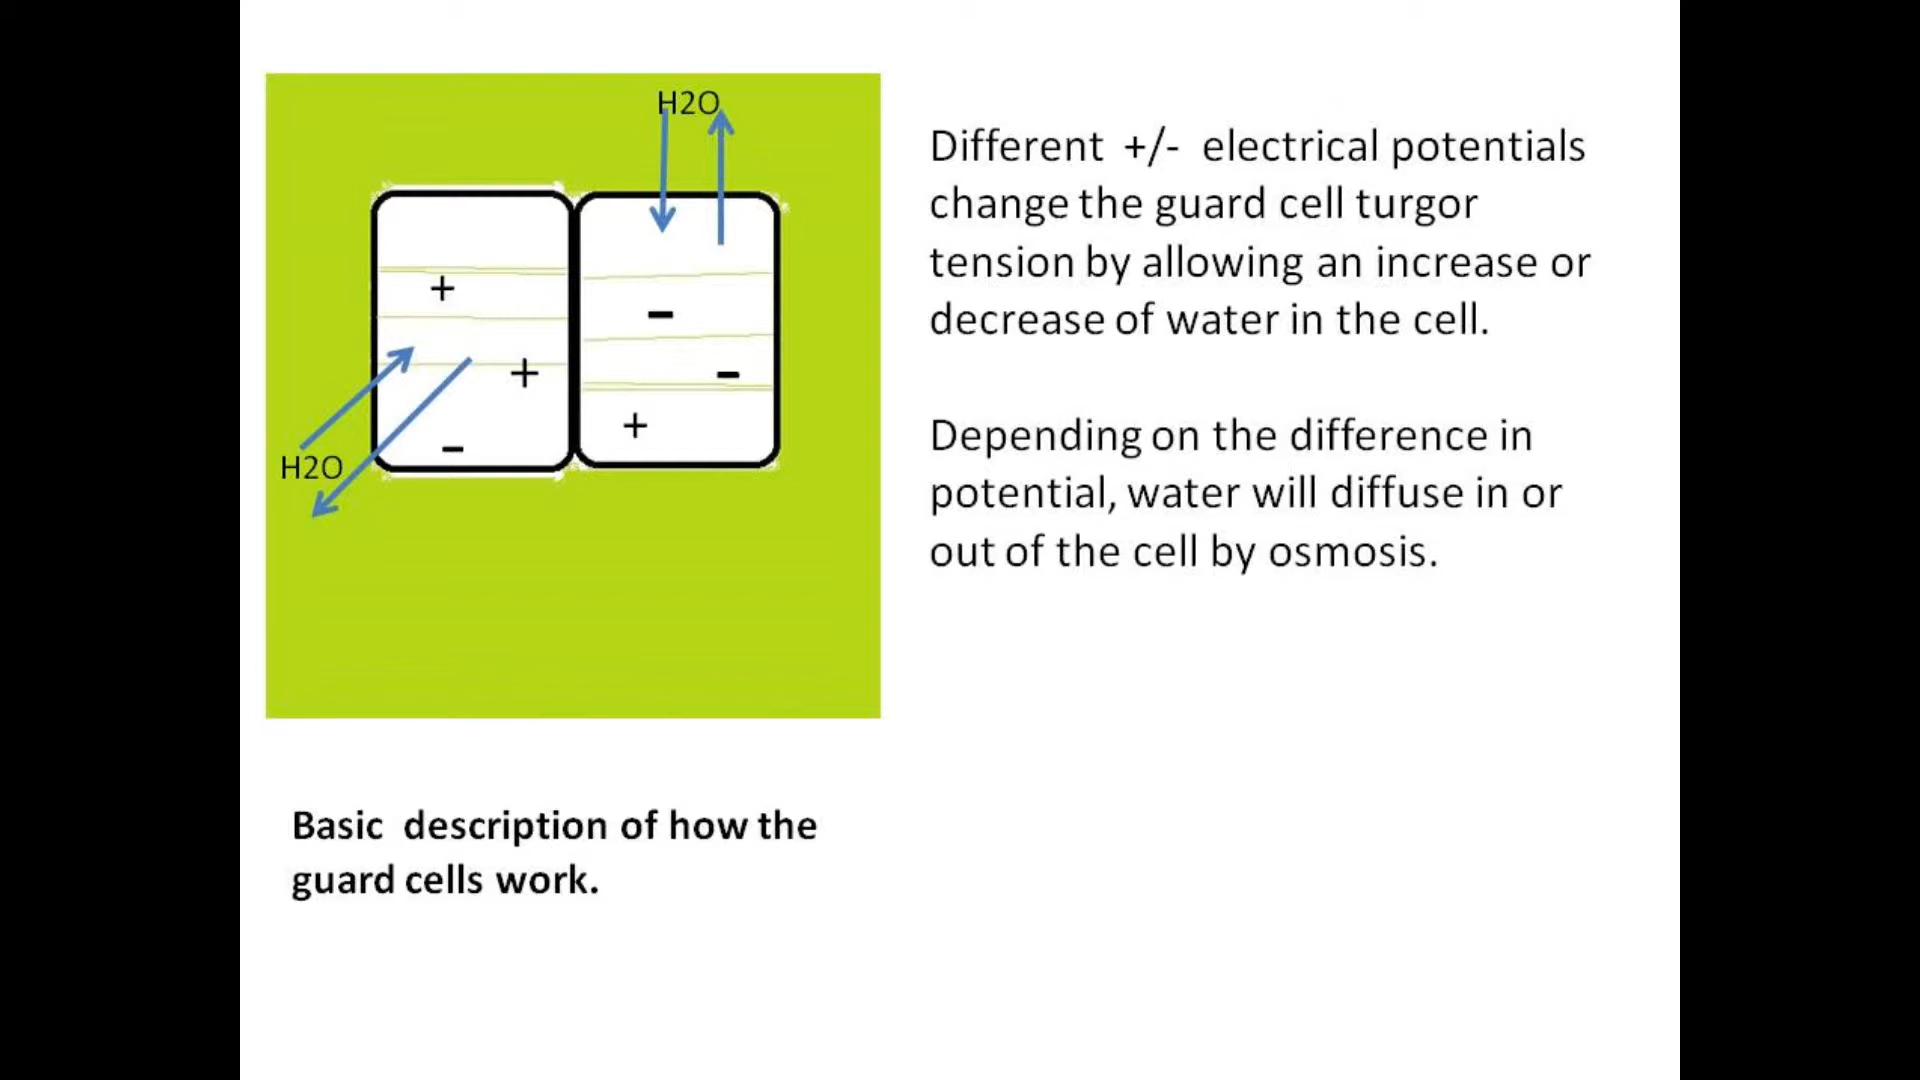 H2O
Different +/- electrical potentials
change the guard cell turgor
tension by allowing an increase or
decrease of water in the cell.
Depending on the difference in
potential, water will diffuse in or
out of the cell by osmosis.
+
-
+
-
+
-
H2O
Basic description of how the
guard cells work.